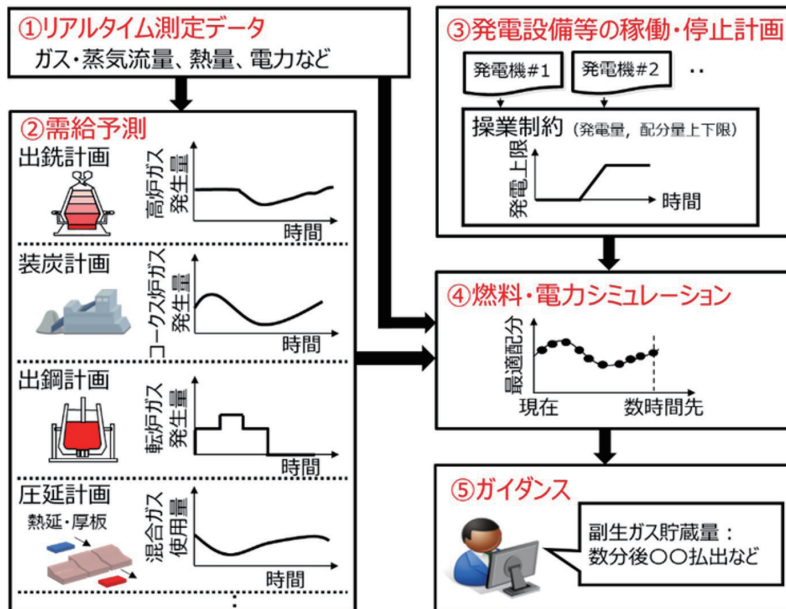 ①リアルタイム測定データ
ガス・蒸気流量、熱量、電力など
②需給予測
出銑計画
高炉ガス
発生量
時間
装炭計画
コークス炉ガス
発生量
時間
出鋼計画
転炉ガス
発生量
時間
圧延計画
熱延・厚板
混合ガス
使用量
時間
:
③発電設備等の稼働・停止計画
発電機#1
発電機#2
・・
操業制約（発電量，配分量上下限）
発電上限
時間
④燃料・電力シミュレーション
最適配分
現在
数時間先
⑤ガイダンス
副生ガス貯蔵量：
数分後〇〇払出など